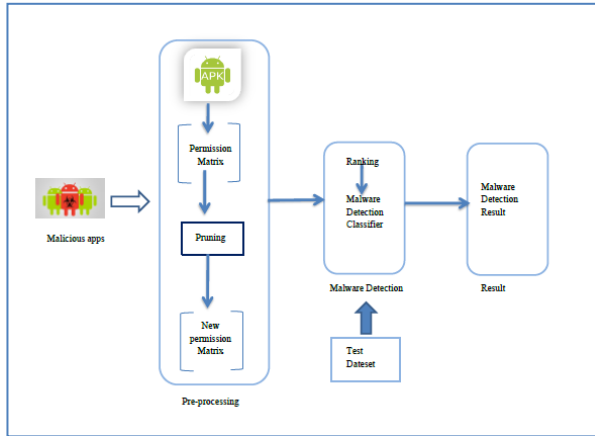 APK
Permission
Matrix
Pruning
New
permission
Matrix
Pre-processing
Malicious apps
Ranking
Malware
Detection
Classifier
Malware Detection
Test
Dateset
Malware
Detection
Result
Result